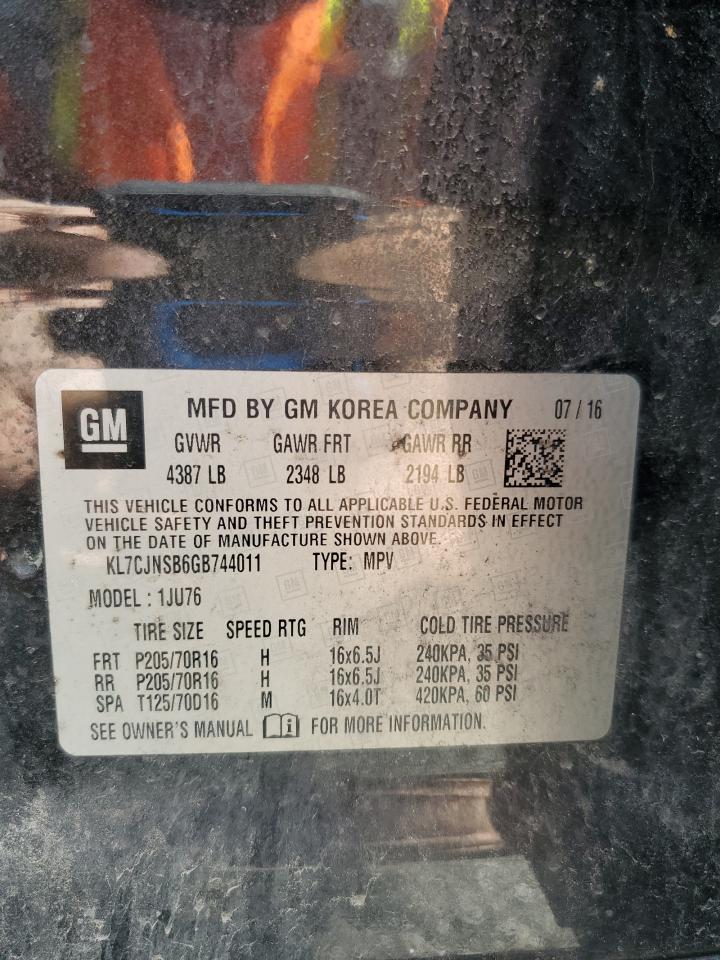 GM MFD BY GM KOREA COMPANY 07 / 16
GVWR GAWR FRT GAWR RR
4387 LB 2348 LB 2194 LB
THIS VEHICLE CONFORMS TO ALL APPLICABLE U.S. FEDERAL MOTOR
VEHICLE SAFETY AND THEFT PREVENTION STANDARDS IN EFFECT
ON THE DATE OF MANUFACTURE SHOWN ABOVE.
KL7CJNSB6GB744011 TYPE: MPV
MODEL : 1JU76
TIRE SIZE SPEED RTG RIM COLD TIRE PRESSURE
FRT P205/70R16 H 16x6.5J 240KPA, 35 PSI
RR P205/70R16 H 16x6.5J 240KPA, 35 PSI
SPA T125/70D16 M 16x4.0T 420KPA, 60 PSI
SEE OWNER'S MANUAL FOR MORE INFORMATION.